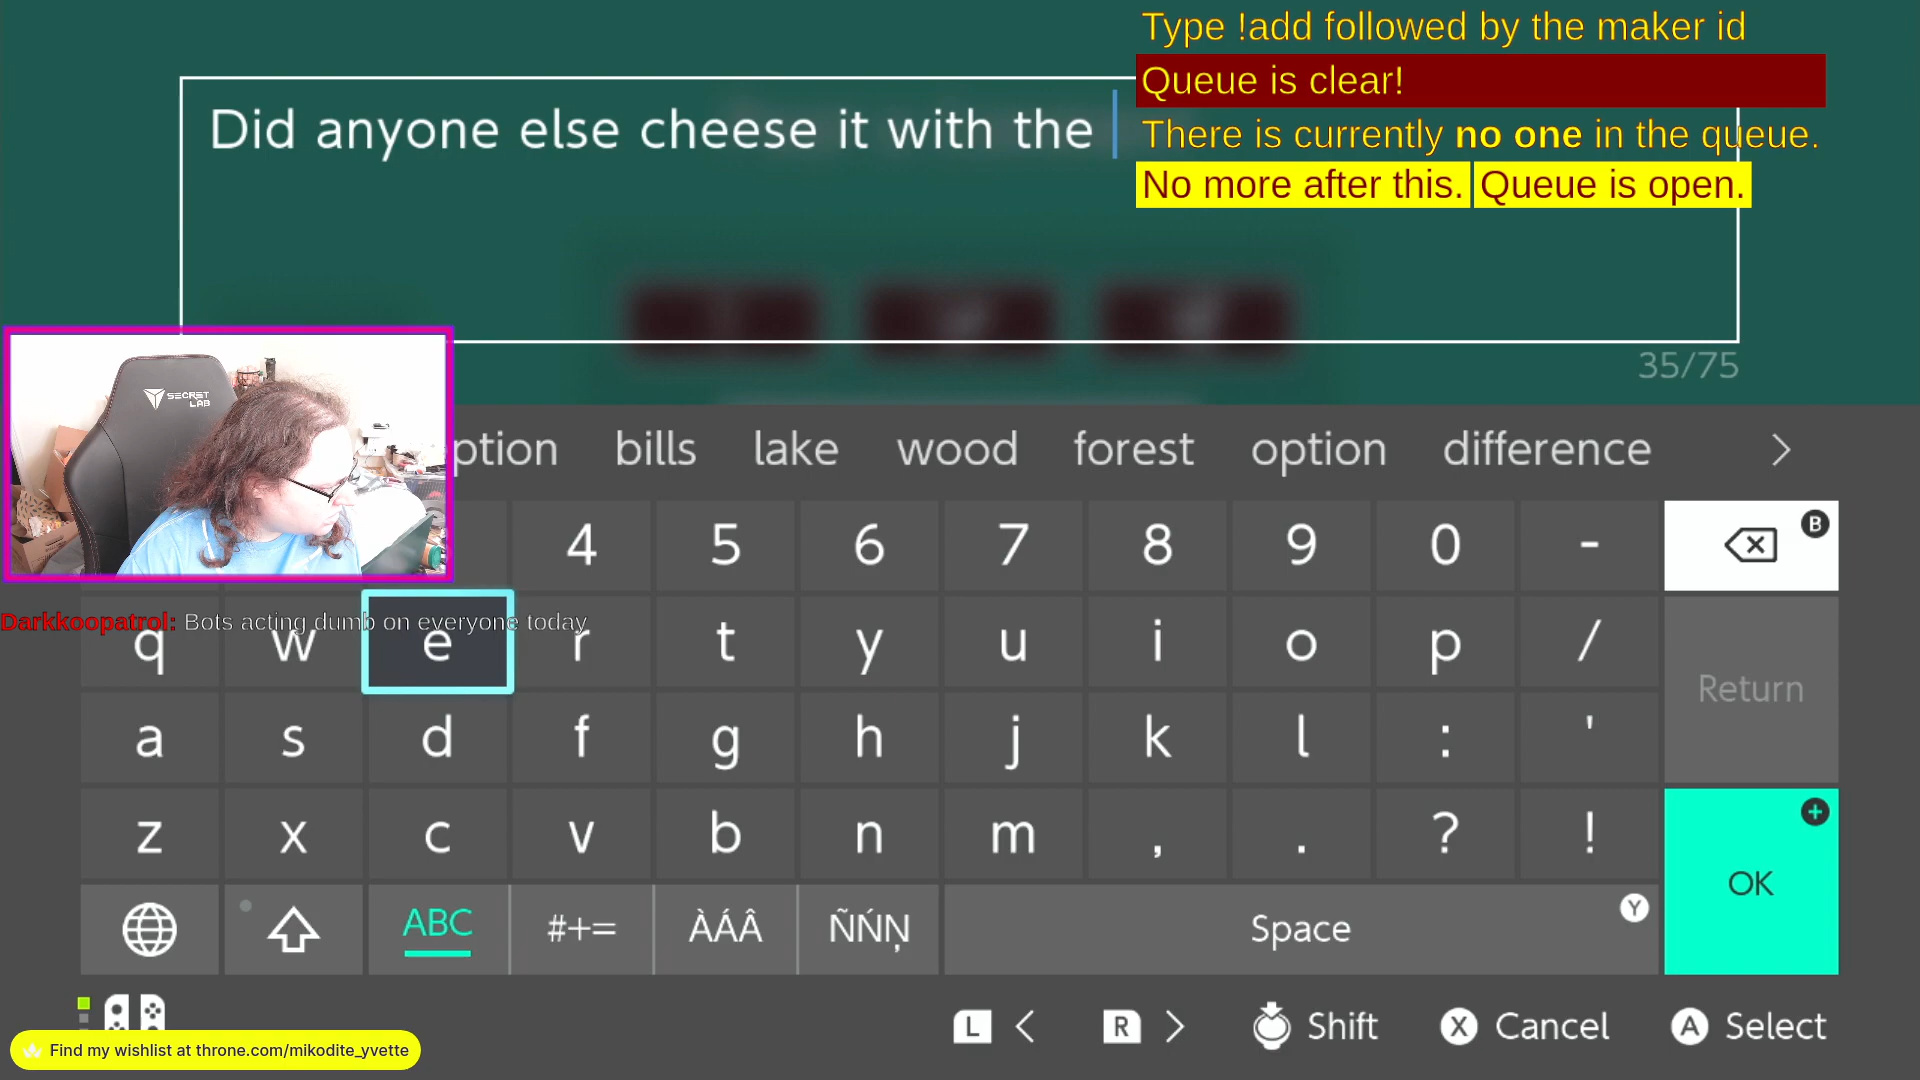 Type !add followed by the maker id
Queue is clear!
There is currently no one in the queue.
No more after this. Queue is open.
Did anyone else cheese it with the
35/75
SECRET
LAB
ption bills lake wood forest option difference
4 5 6 7 8 9 0 - B
Darkkoopatrol: Bots acting dumb on everyone today
q w e r t y u i o p /
Return
a s d f g h j k l : '
z x c v b n m , . ? !
OK
ABC #+= ÀÁÂ ÑŃŅ Space Y
L R Shift X Cancel A Select
Find my wishlist at throne.com/mikodite_yvette